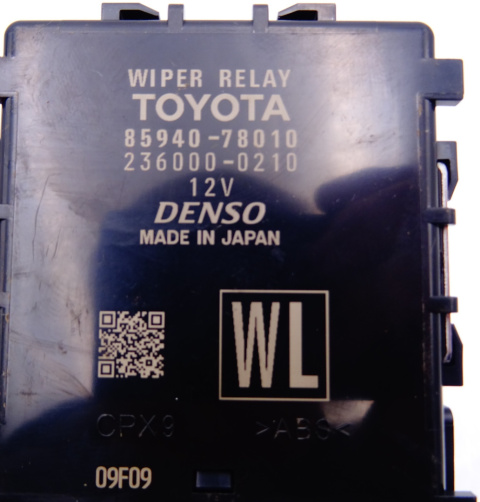 WIPER RELAY
TOYOTA
85940-78010
236000-0210
12V
DENSO
MADE IN JAPAN
WL
CPX9 >ABS<
09F09